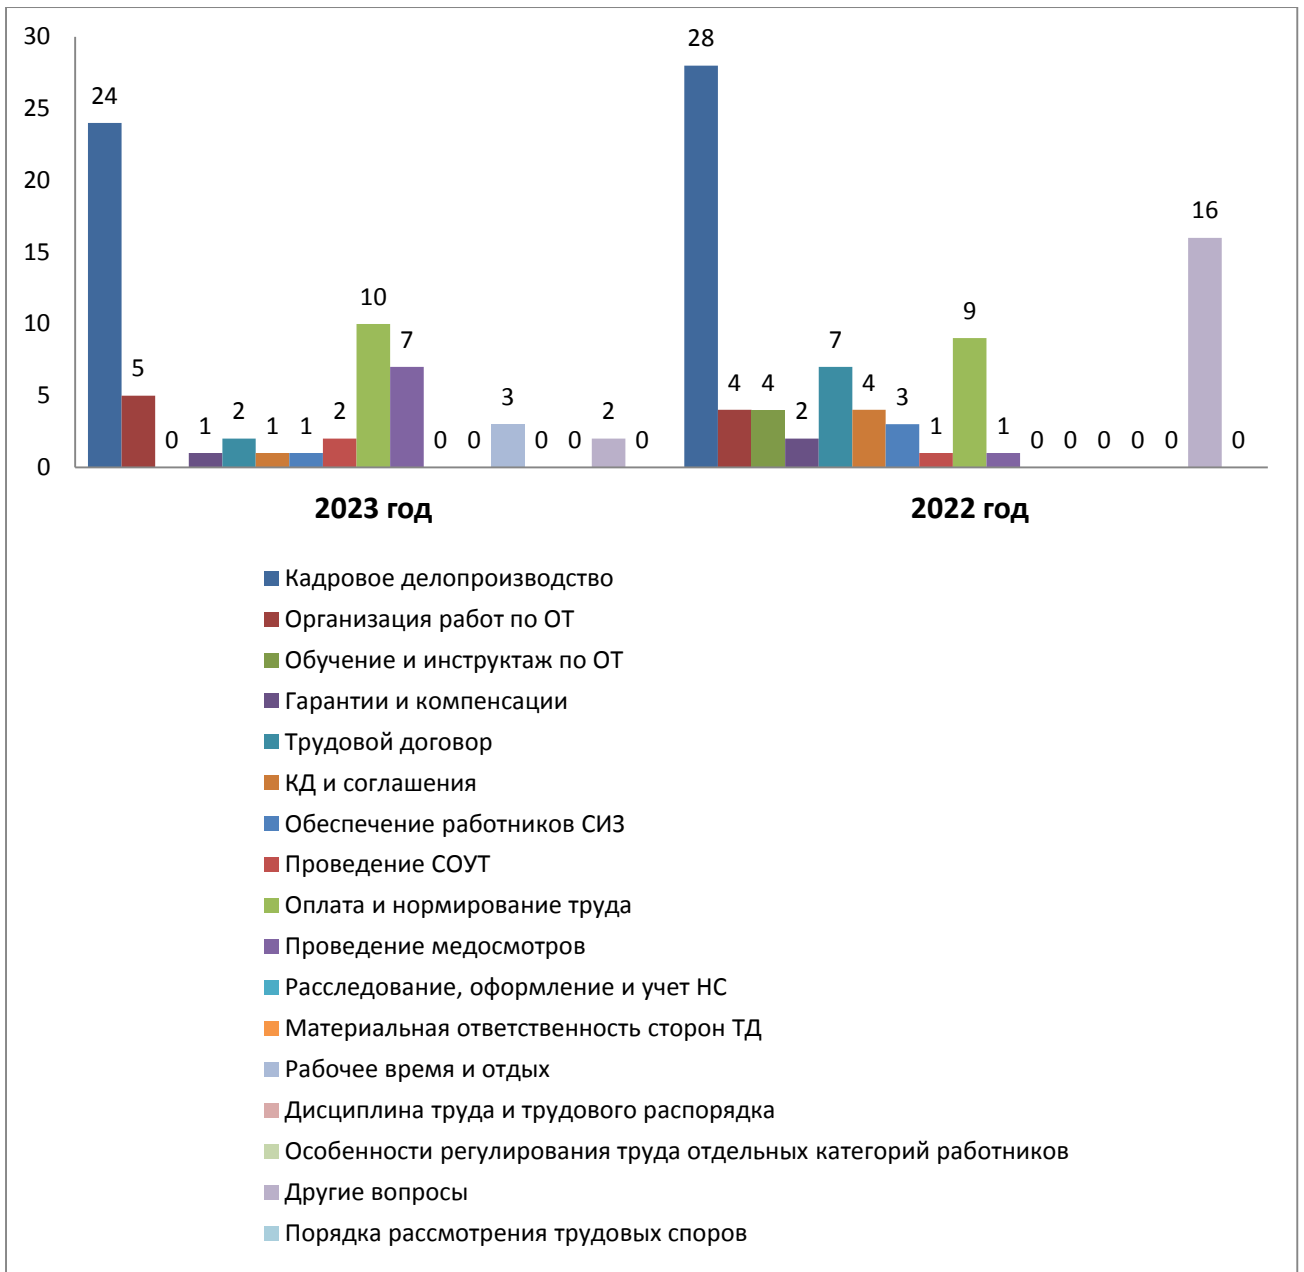 30
25
20
15
10
5
0
24
5
0
1
2
1
1
2
10
7
0
0
3
0
0
2
0
28
4
4
2
7
4
3
1
9
1
0
0
0
0
0
16
0
2023 год
2022 год
Кадровое делопроизводство
Организация работ по ОТ
Обучение и инструктаж по ОТ
Гарантии и компенсации
Трудовой договор
КД и соглашения
Обеспечение работников СИЗ
Проведение СОУТ
Оплата и нормирование труда
Проведение медосмотров
Расследование, оформление и учет НС
Материальная ответственность сторон ТД
Рабочее время и отдых
Дисциплина труда и трудового распорядка
Особенности регулирования труда отдельных категорий работников
Другие вопросы
Порядка рассмотрения трудовых споров